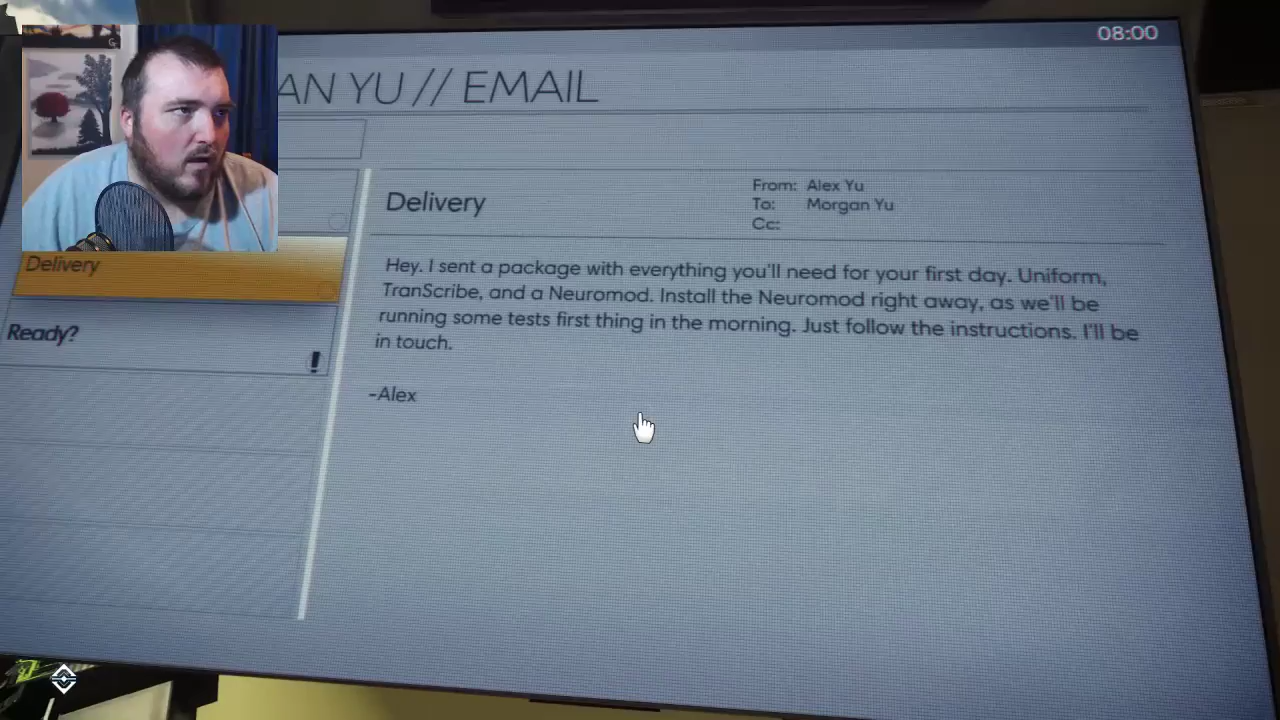 08:00
AN YU // EMAIL
Delivery
From: Alex Yu
To: Morgan Yu
Cc:
Delivery
Ready?
!
Hey. I sent a package with everything you'll need for your first day. Uniform,
TranScribe, and a Neuromod. Install the Neuromod right away, as we'll be
running some tests first thing in the morning. Just follow the instructions. I'll be
in touch.
-Alex